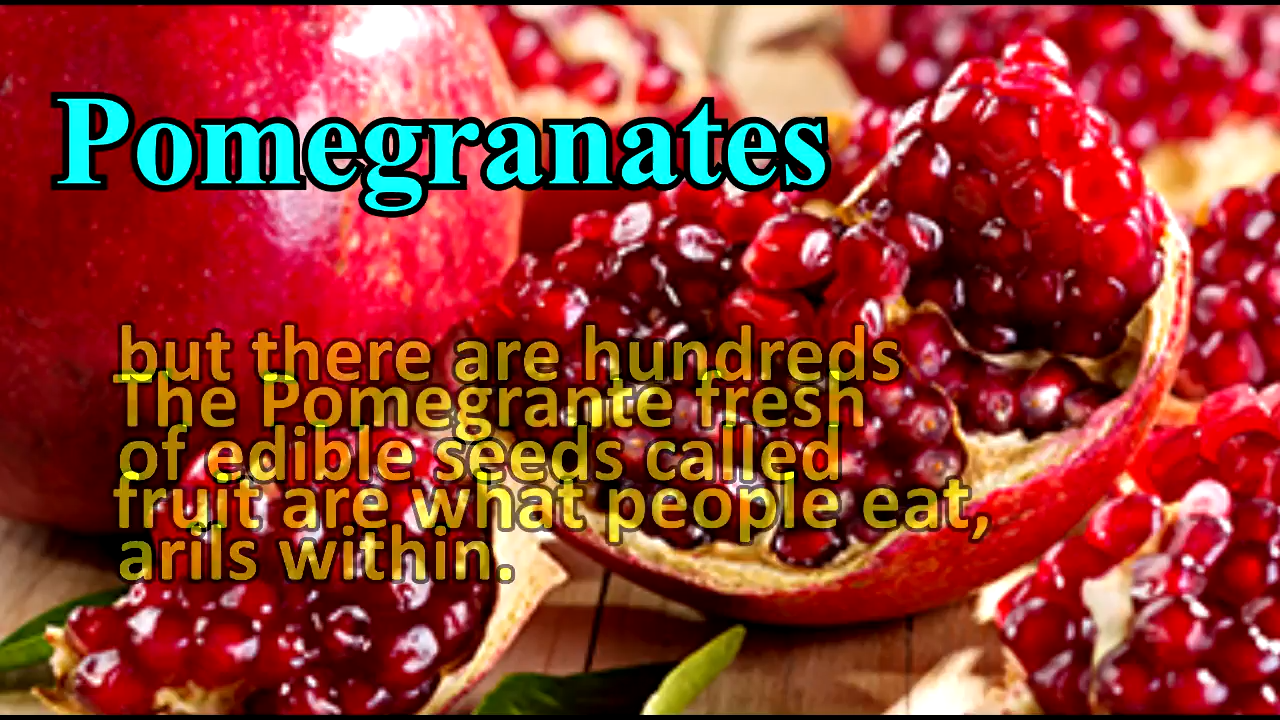 Pomegranates
but there are hundreds
The Pomegrante fresh
of edible seeds called
fruit are what people eat,
arils within.